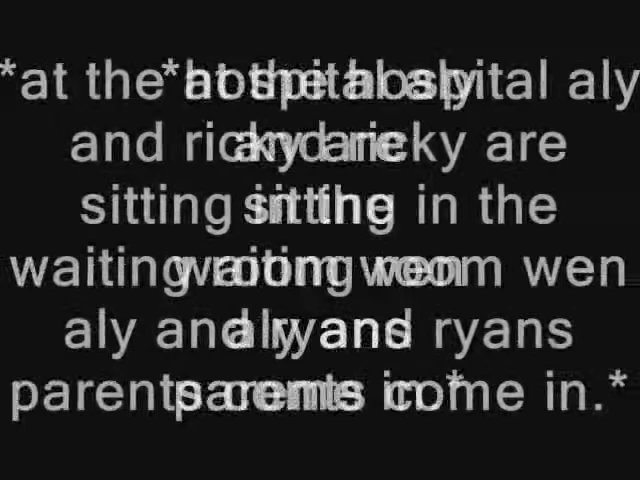 *at the hospital aly
and ricky are
sitting in the
waiting room wen
aly and ryans
parents come in.*